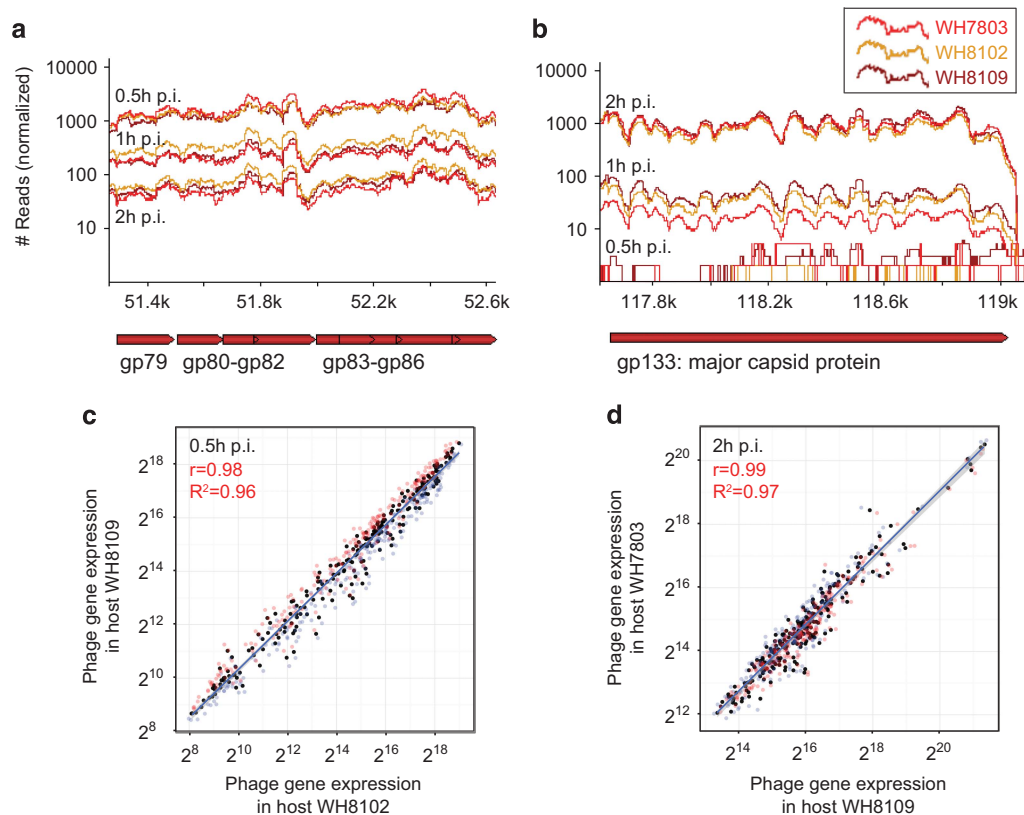 a
# Reads (normalized)
10000
1000
100
10
0.5h p.i.
1h p.i.
2h p.i.
51.4k 51.8k 52.2k 52.6k
gp79 gp80-gp82 gp83-gp86
b
WH7803
WH8102
WH8109
10000
1000
100
10
2h p.i.
1h p.i.
0.5h p.i.
117.8k 118.2k 118.6k 119k
gp133: major capsid protein
c
0.5h p.i.
r=0.98
R²=0.96
Phage gene expression
in host WH8109
2¹⁸
2¹⁶
2¹⁴
2¹²
2¹⁰
2⁸
2⁸ 2¹⁰ 2¹² 2¹⁴ 2¹⁶ 2¹⁸
Phage gene expression
in host WH8102
d
2h p.i.
r=0.99
R²=0.97
Phage gene expression
in host WH7803
2²⁰
2¹⁸
2¹⁶
2¹⁴
2¹²
2¹⁴ 2¹⁶ 2¹⁸ 2²⁰
Phage gene expression
in host WH8109